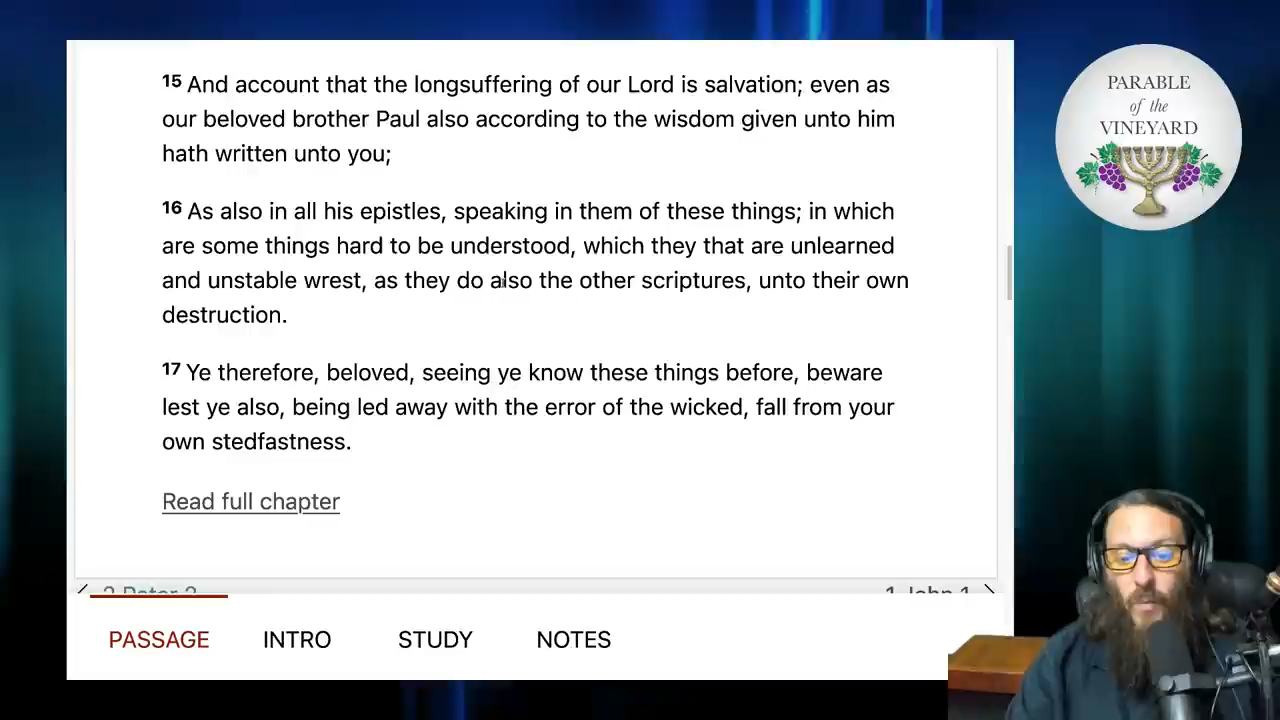 15 And account that the longsuffering of our Lord is salvation; even as
our beloved brother Paul also according to the wisdom given unto him
hath written unto you;
16 As also in all his epistles, speaking in them of these things; in which
are some things hard to be understood, which they that are unlearned
and unstable wrest, as they do also the other scriptures, unto their own
destruction.
17 Ye therefore, beloved, seeing ye know these things before, beware
lest ye also, being led away with the error of the wicked, fall from your
own stedfastness.
Read full chapter
1 John 1
PASSAGE INTRO STUDY NOTES
PARABLE
of the
VINEYARD